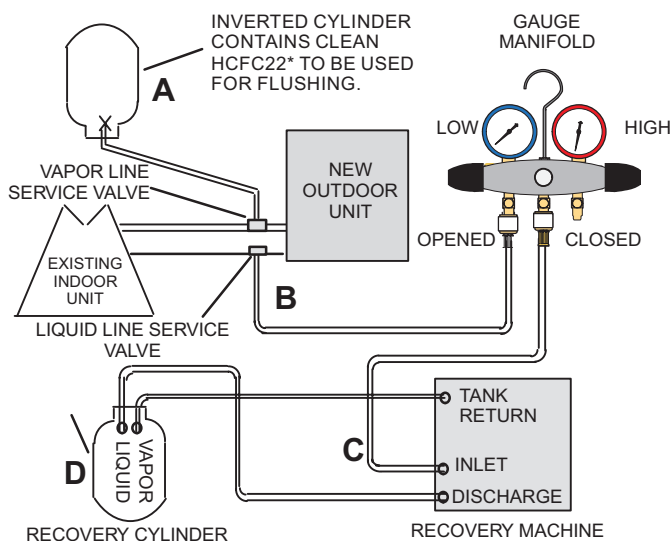 INVERTED CYLINDER
CONTAINS CLEAN
HCFC22* TO BE USED
FOR FLUSHING.
A
GAUGE
MANIFOLD
LOW
HIGH
VAPOR LINE
SERVICE VALVE
NEW
OUTDOOR
UNIT
OPENED
CLOSED
EXISTING
INDOOR
UNIT
B
LIQUID LINE SERVICE
VALVE
TANK
RETURN
C
INLET
DISCHARGE
D
LIQUID
VAPOR
RECOVERY CYLINDER
RECOVERY MACHINE